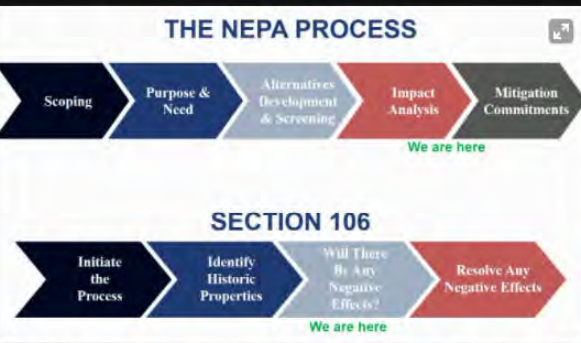 THE NEPA PROCESS
Scoping
Purpose &
Need
Alternatives
Development
& Screening
Impact
Analysis
Mitigation
Commitments
We are here
SECTION 106
Initiate
the
Process
Identify
Historic
Properties
Will There
Be Any
Negative
Effects?
Resolve Any
Negative Effects
We are here